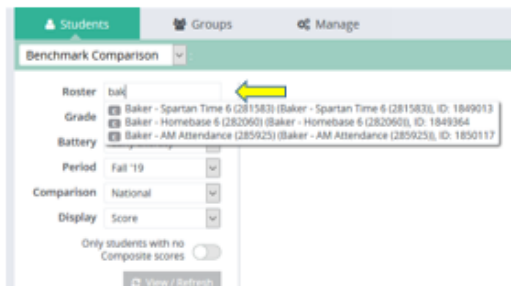 Students Groups Manage
Benchmark Comparison
Roster bak
Baker - Spartan Time 6 (281583) (Baker - Spartan Time 6 (281583)), ID: 1849013
Grade
Baker - Homebase 6 (282060) (Baker - Homebase 6 (282060)), ID: 1849364
Baker - AM Attendance (285925) (Baker - AM Attendance (285925)), ID: 1850117
Battery
Period Fall '19
Comparison National
Display Score
Only students with no
Composite scores
View / Refresh